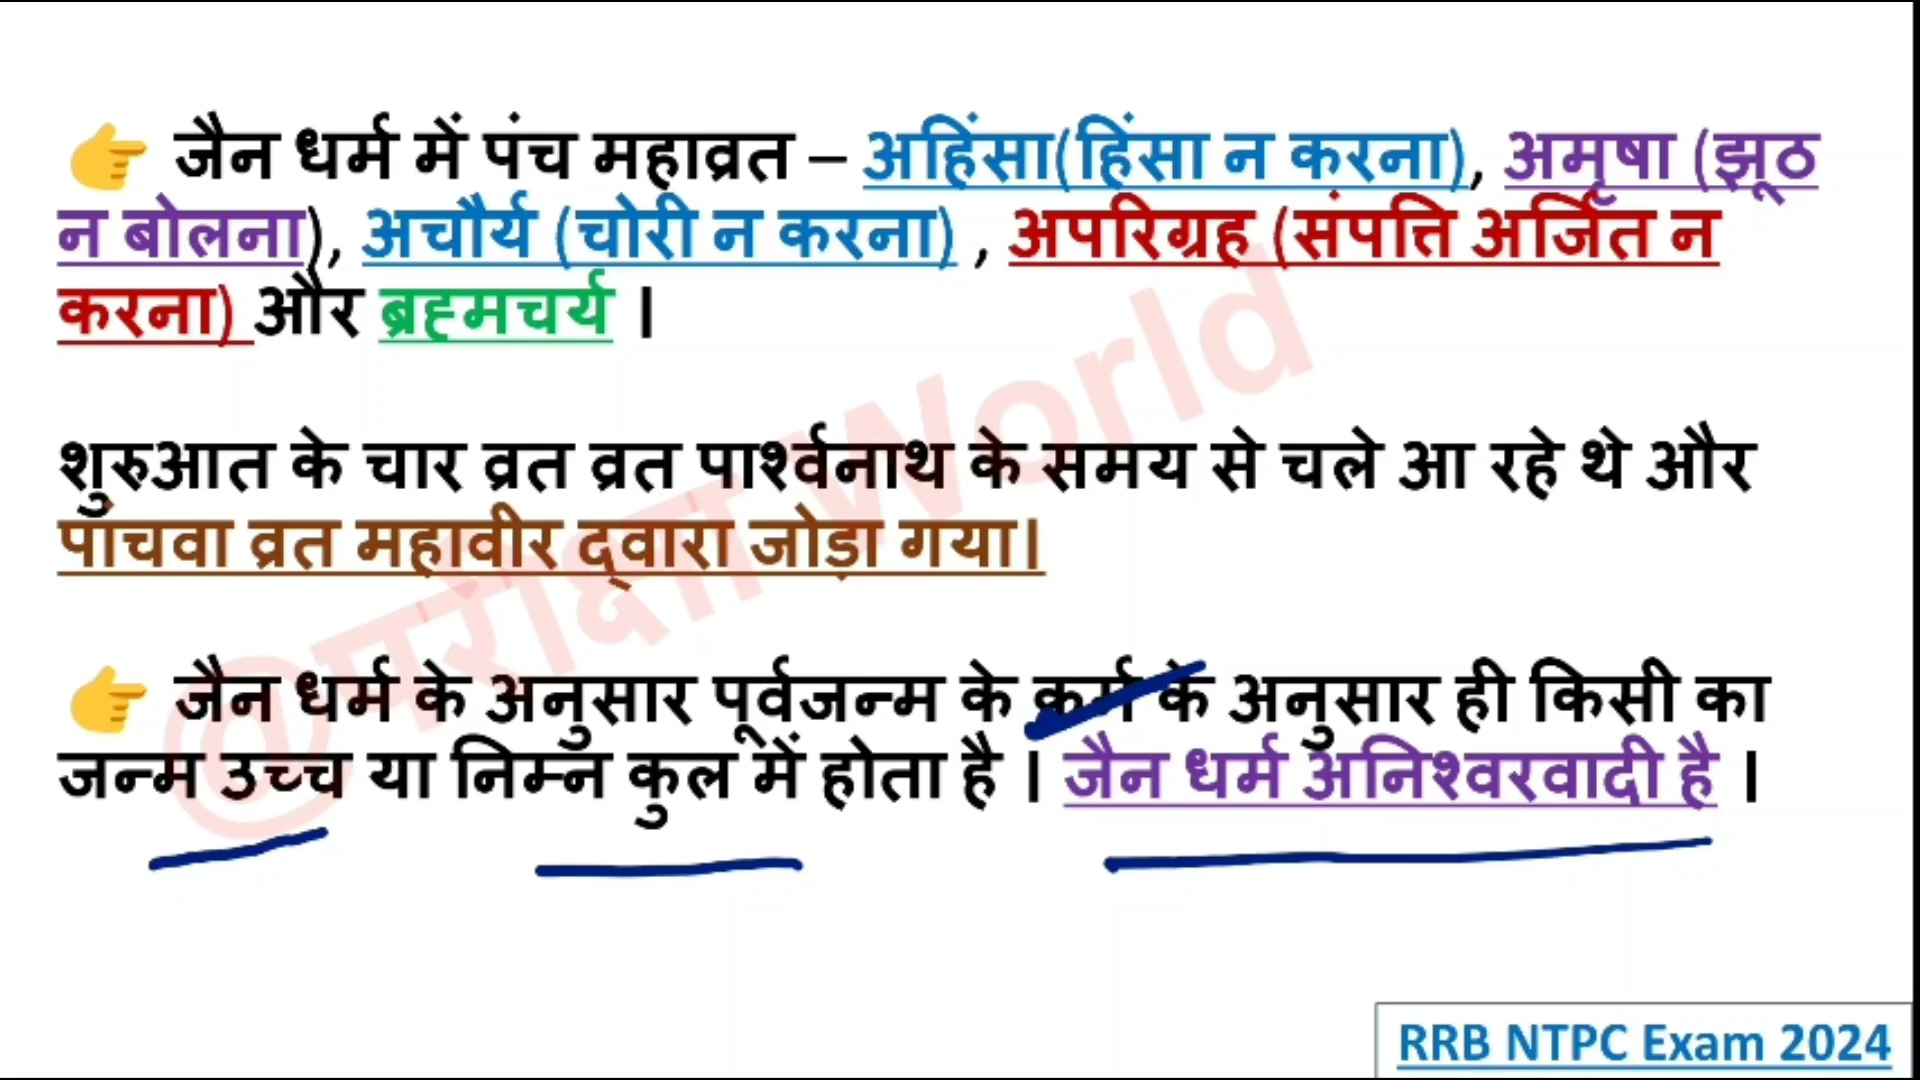 👉 जैन धर्म में पंच महाव्रत – अहिंसा(हिंसा न करना), अमृषा (झूठ
न बोलना), अचौर्य (चोरी न करना) , अपरिग्रह (संपत्ति अर्जित न
करना) और ब्रह्मचर्य ।
शुरुआत के चार व्रत व्रत पार्श्वनाथ के समय से चले आ रहे थे और
पांचवा व्रत महावीर द्वारा जोड़ा गया।
👉 जैन धर्म के अनुसार पूर्वजन्म के कर्म के अनुसार ही किसी का
जन्म उच्च या निम्न कुल में होता है । जैन धर्म अनिश्वरवादी है ।
@परीक्षा World
RRB NTPC Exam 2024